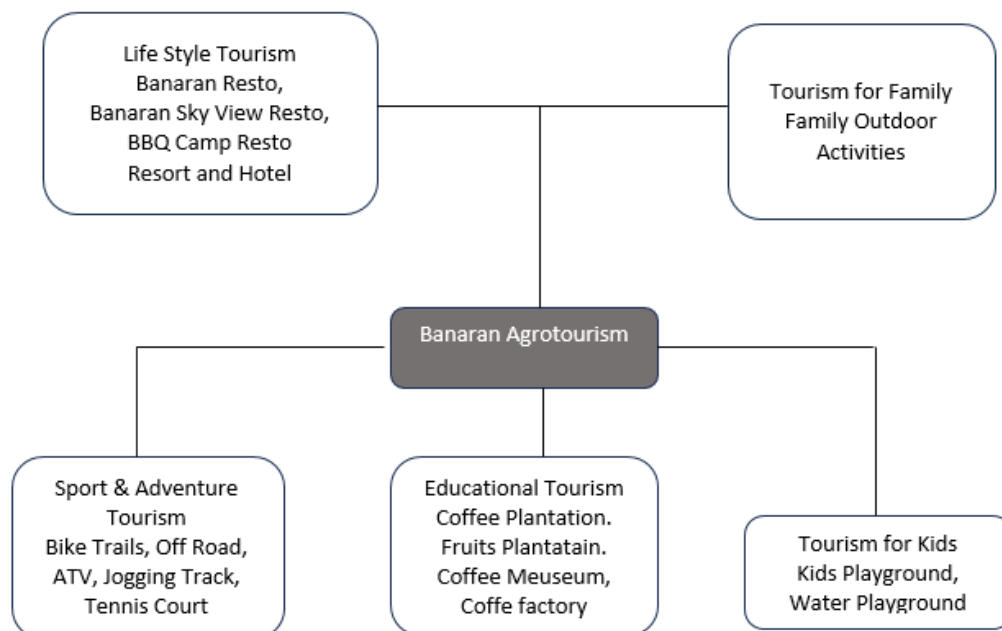 Life Style Tourism
Banaran Resto,
Banaran Sky View Resto,
BBQ Camp Resto
Resort and Hotel
Tourism for Family
Family Outdoor
Activities
Banaran Agrotourism
Sport & Adventure
Tourism
Bike Trails, Off Road,
ATV, Jogging Track,
Tennis Court
Educational Tourism
Coffee Plantation.
Fruits Plantatain.
Coffee Meuseum,
Coffe factory
Tourism for Kids
Kids Playground,
Water Playground